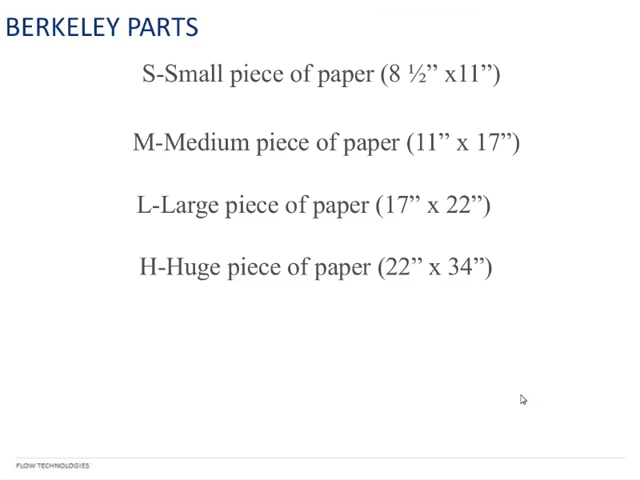 BERKELEY PARTS
S-Small piece of paper (8 ½” x11”)
M-Medium piece of paper (11” x 17”)
L-Large piece of paper (17” x 22”)
H-Huge piece of paper (22” x 34”)
FLOW TECHNOLOGIES